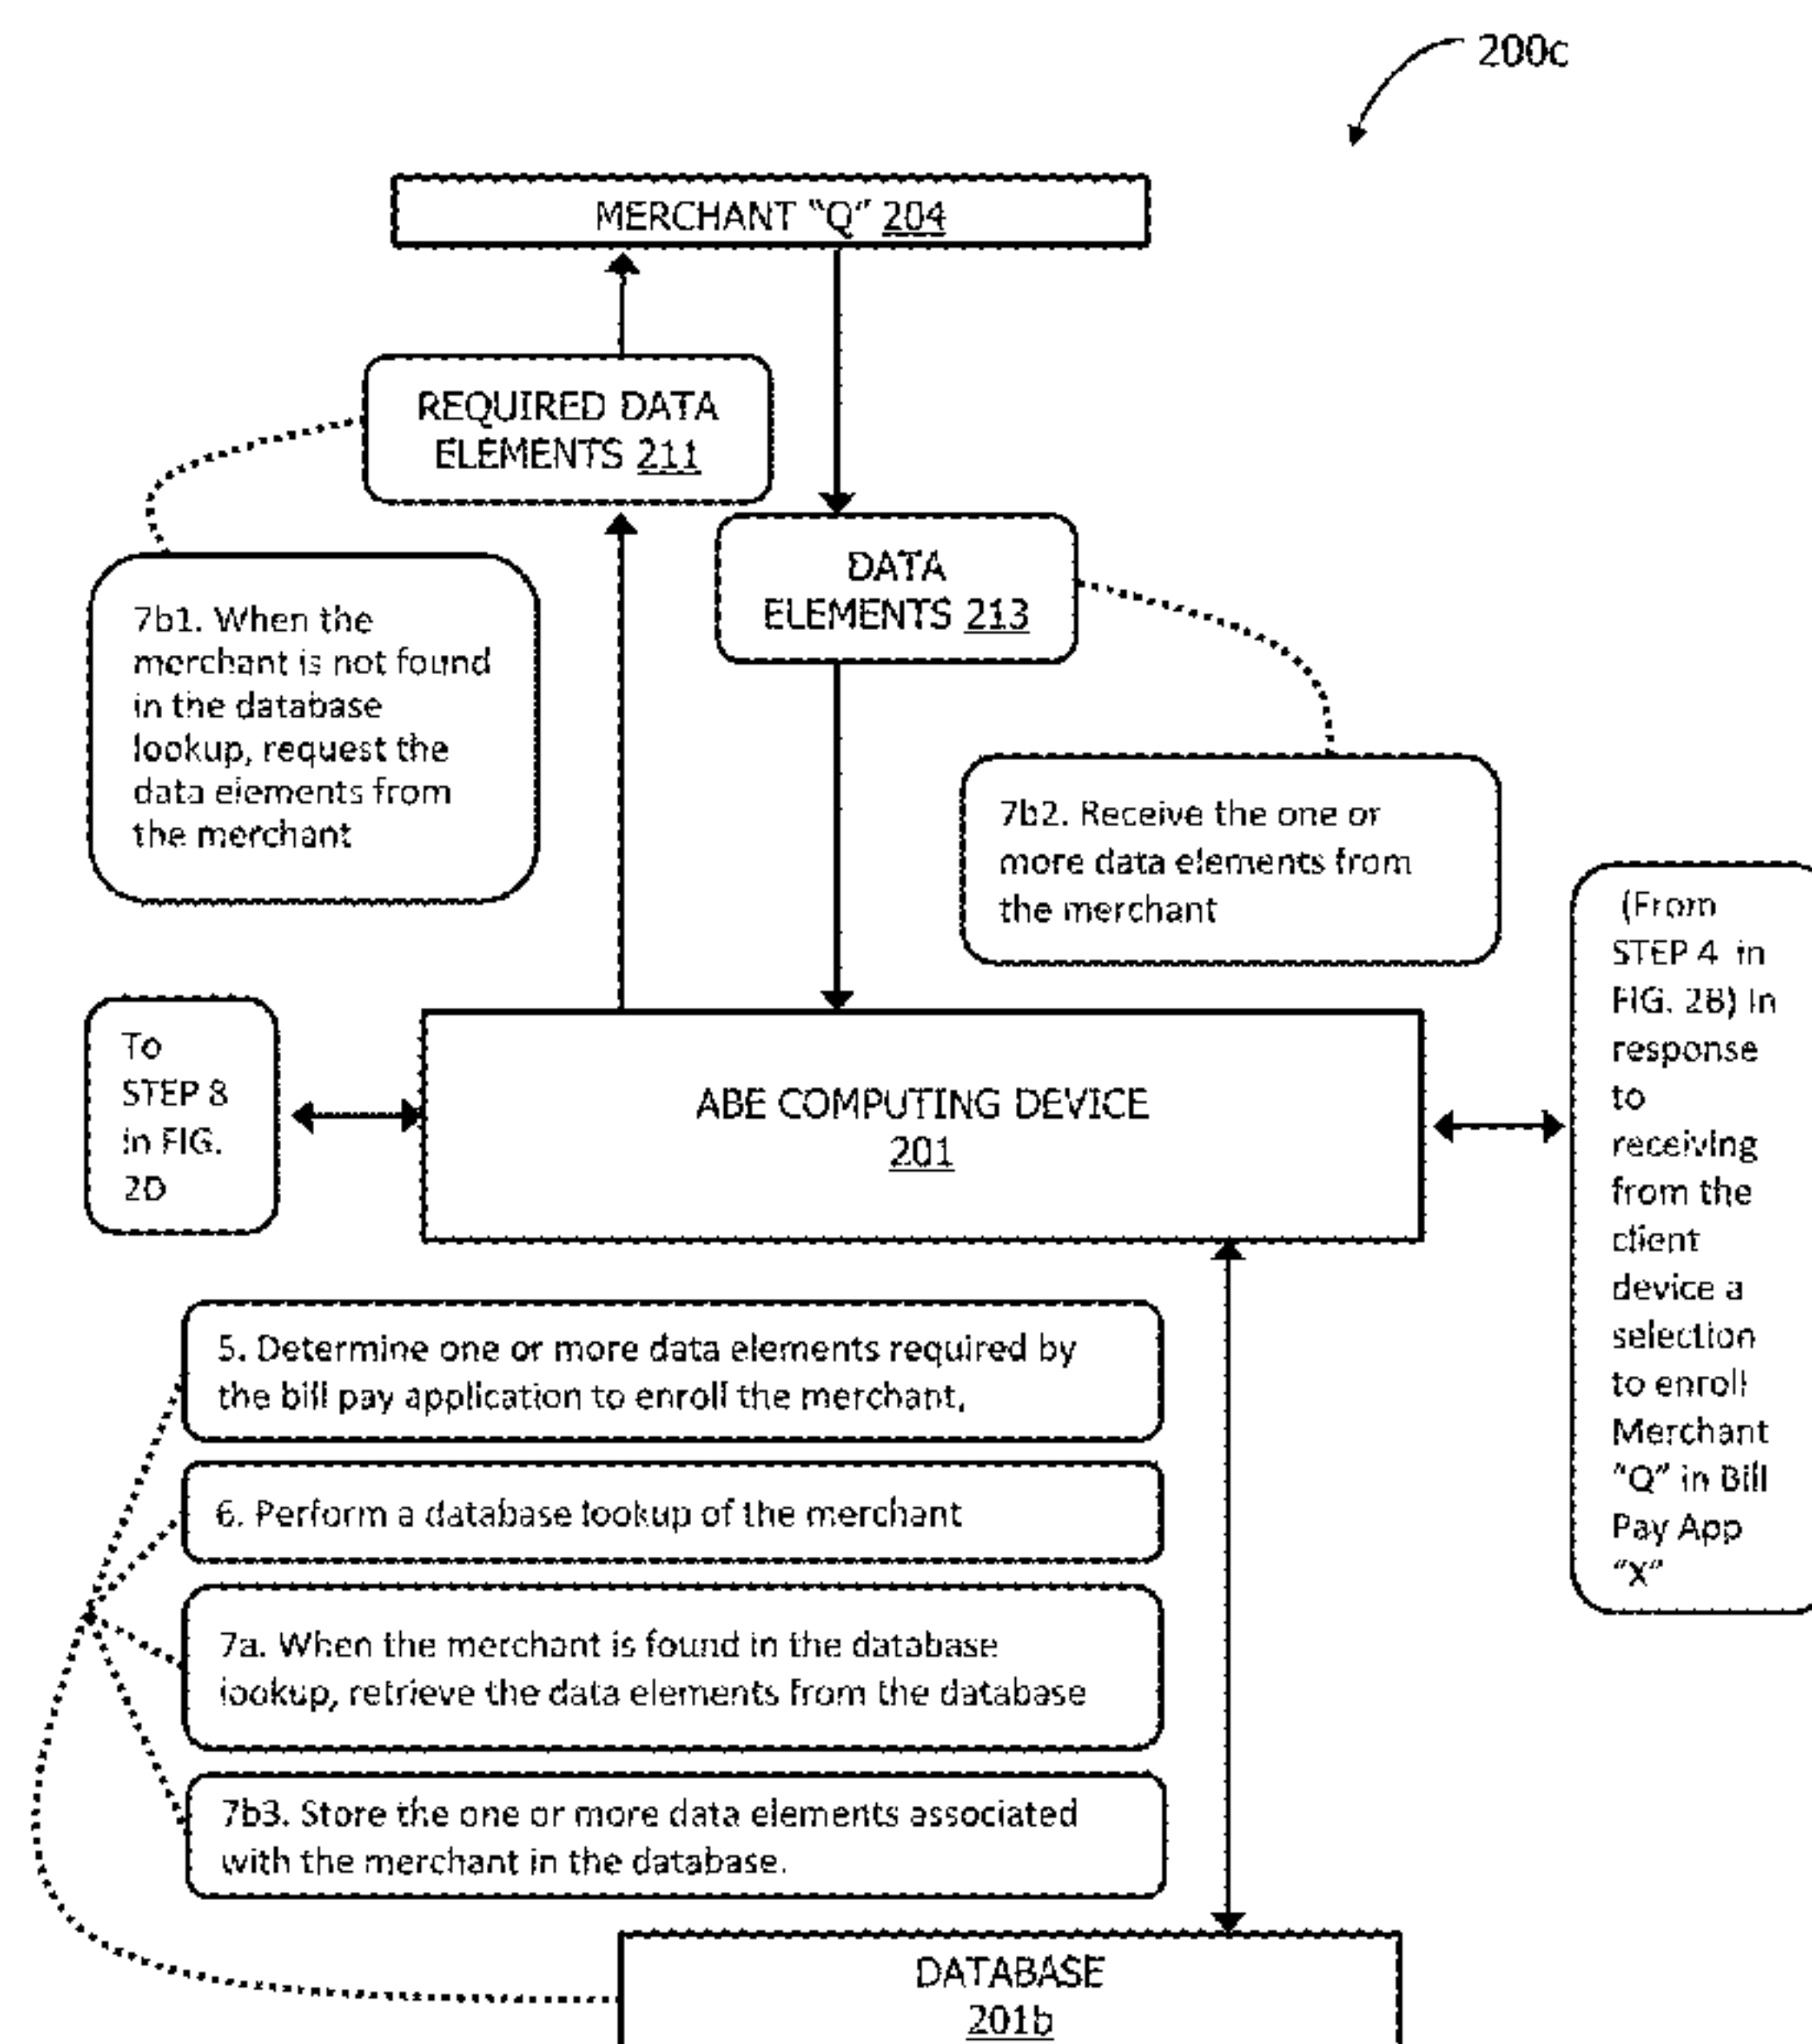 200c
MERCHANT “Q” 204
REQUIRED DATA
ELEMENTS 211
DATA
ELEMENTS 213
7b1. When the
merchant is not found
in the database
lookup, request the
data elements from
the merchant
7b2. Receive the one or
more data elements from
the merchant
(From
STEP 4 in
FIG. 2B) In
response
to
receiving
from the
client
device a
selection
to enroll
Merchant
“Q” in Bill
Pay App
“X”
To
STEP 8
in FIG.
2D
ABE COMPUTING DEVICE
201
5. Determine one or more data elements required by
the bill pay application to enroll the merchant,
6. Perform a database lookup of the merchant
7a. When the merchant is found in the database
lookup, retrieve the data elements from the database
7b3. Store the one or more data elements associated
with the merchant in the database.
DATABASE
201b